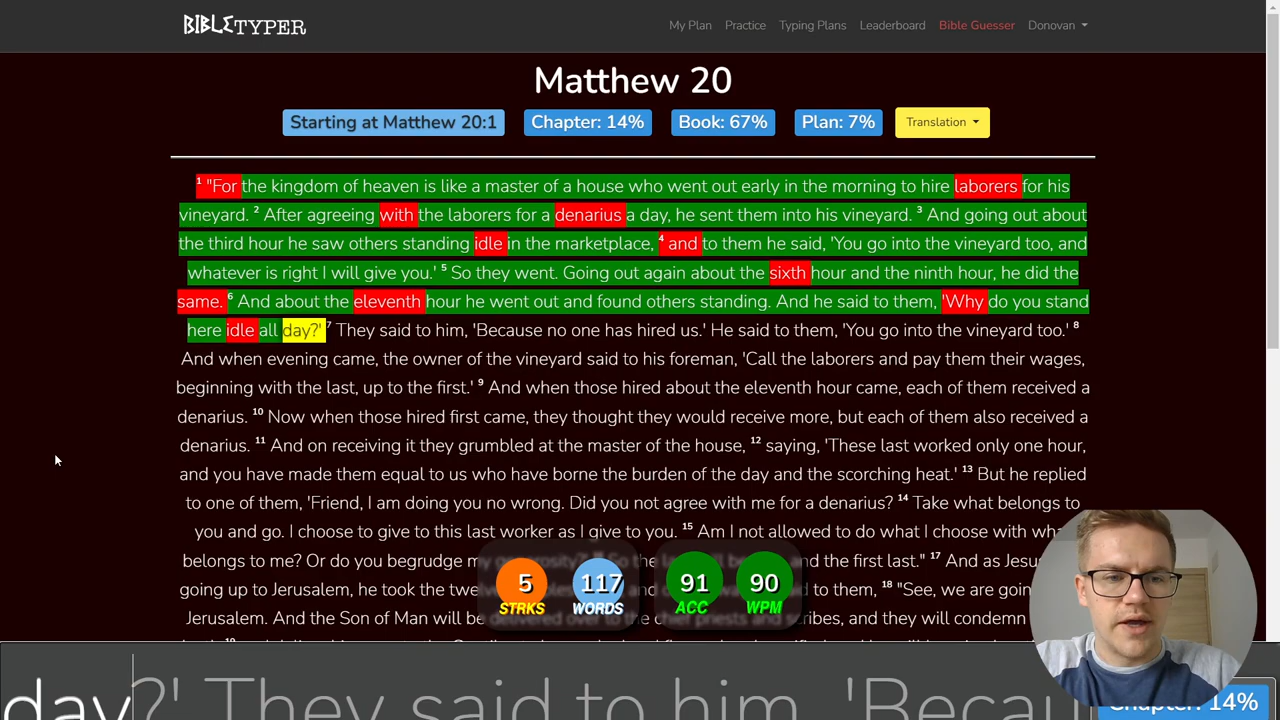 BIBLETYPER
My Plan Practice Typing Plans Leaderboard Bible Guesser Donovan
Matthew 20
Starting at Matthew 20:1 Chapter: 14% Book: 67% Plan: 7% Translation
1 "For the kingdom of heaven is like a master of a house who went out early in the morning to hire laborers for his
vineyard. 2 After agreeing with the laborers for a denarius a day, he sent them into his vineyard. 3 And going out about
the third hour he saw others standing idle in the marketplace, 4 and to them he said, 'You go into the vineyard too, and
whatever is right I will give you.' 5 So they went. Going out again about the sixth hour and the ninth hour, he did the
same. 6 And about the eleventh hour he went out and found others standing. And he said to them, 'Why do you stand
here idle all day?' 7 They said to him, 'Because no one has hired us.' He said to them, 'You go into the vineyard too.' 8
And when evening came, the owner of the vineyard said to his foreman, 'Call the laborers and pay them their wages,
beginning with the last, up to the first.' 9 And when those hired about the eleventh hour came, each of them received a
denarius. 10 Now when those hired first came, they thought they would receive more, but each of them also received a
denarius. 11 And on receiving it they grumbled at the master of the house, 12 saying, 'These last worked only one hour,
and you have made them equal to us who have borne the burden of the day and the scorching heat.' 13 But he replied
to one of them, 'Friend, I am doing you no wrong. Did you not agree with me for a denarius? 14 Take what belongs to
you and go. I choose to give to this last worker as I give to you. 15 Am I not allowed to do what I choose with
belongs to me? Or do you begrudge the first last." 17 And as
going up to Jerusalem, he took the to them, 18 "See, we are
Jerusalem. And the Son of Man will be and they will condemn
5 117 91 90
STRKS WORDS ACC WPM
day?' They said to him, 'Becau
Chapter: 14%